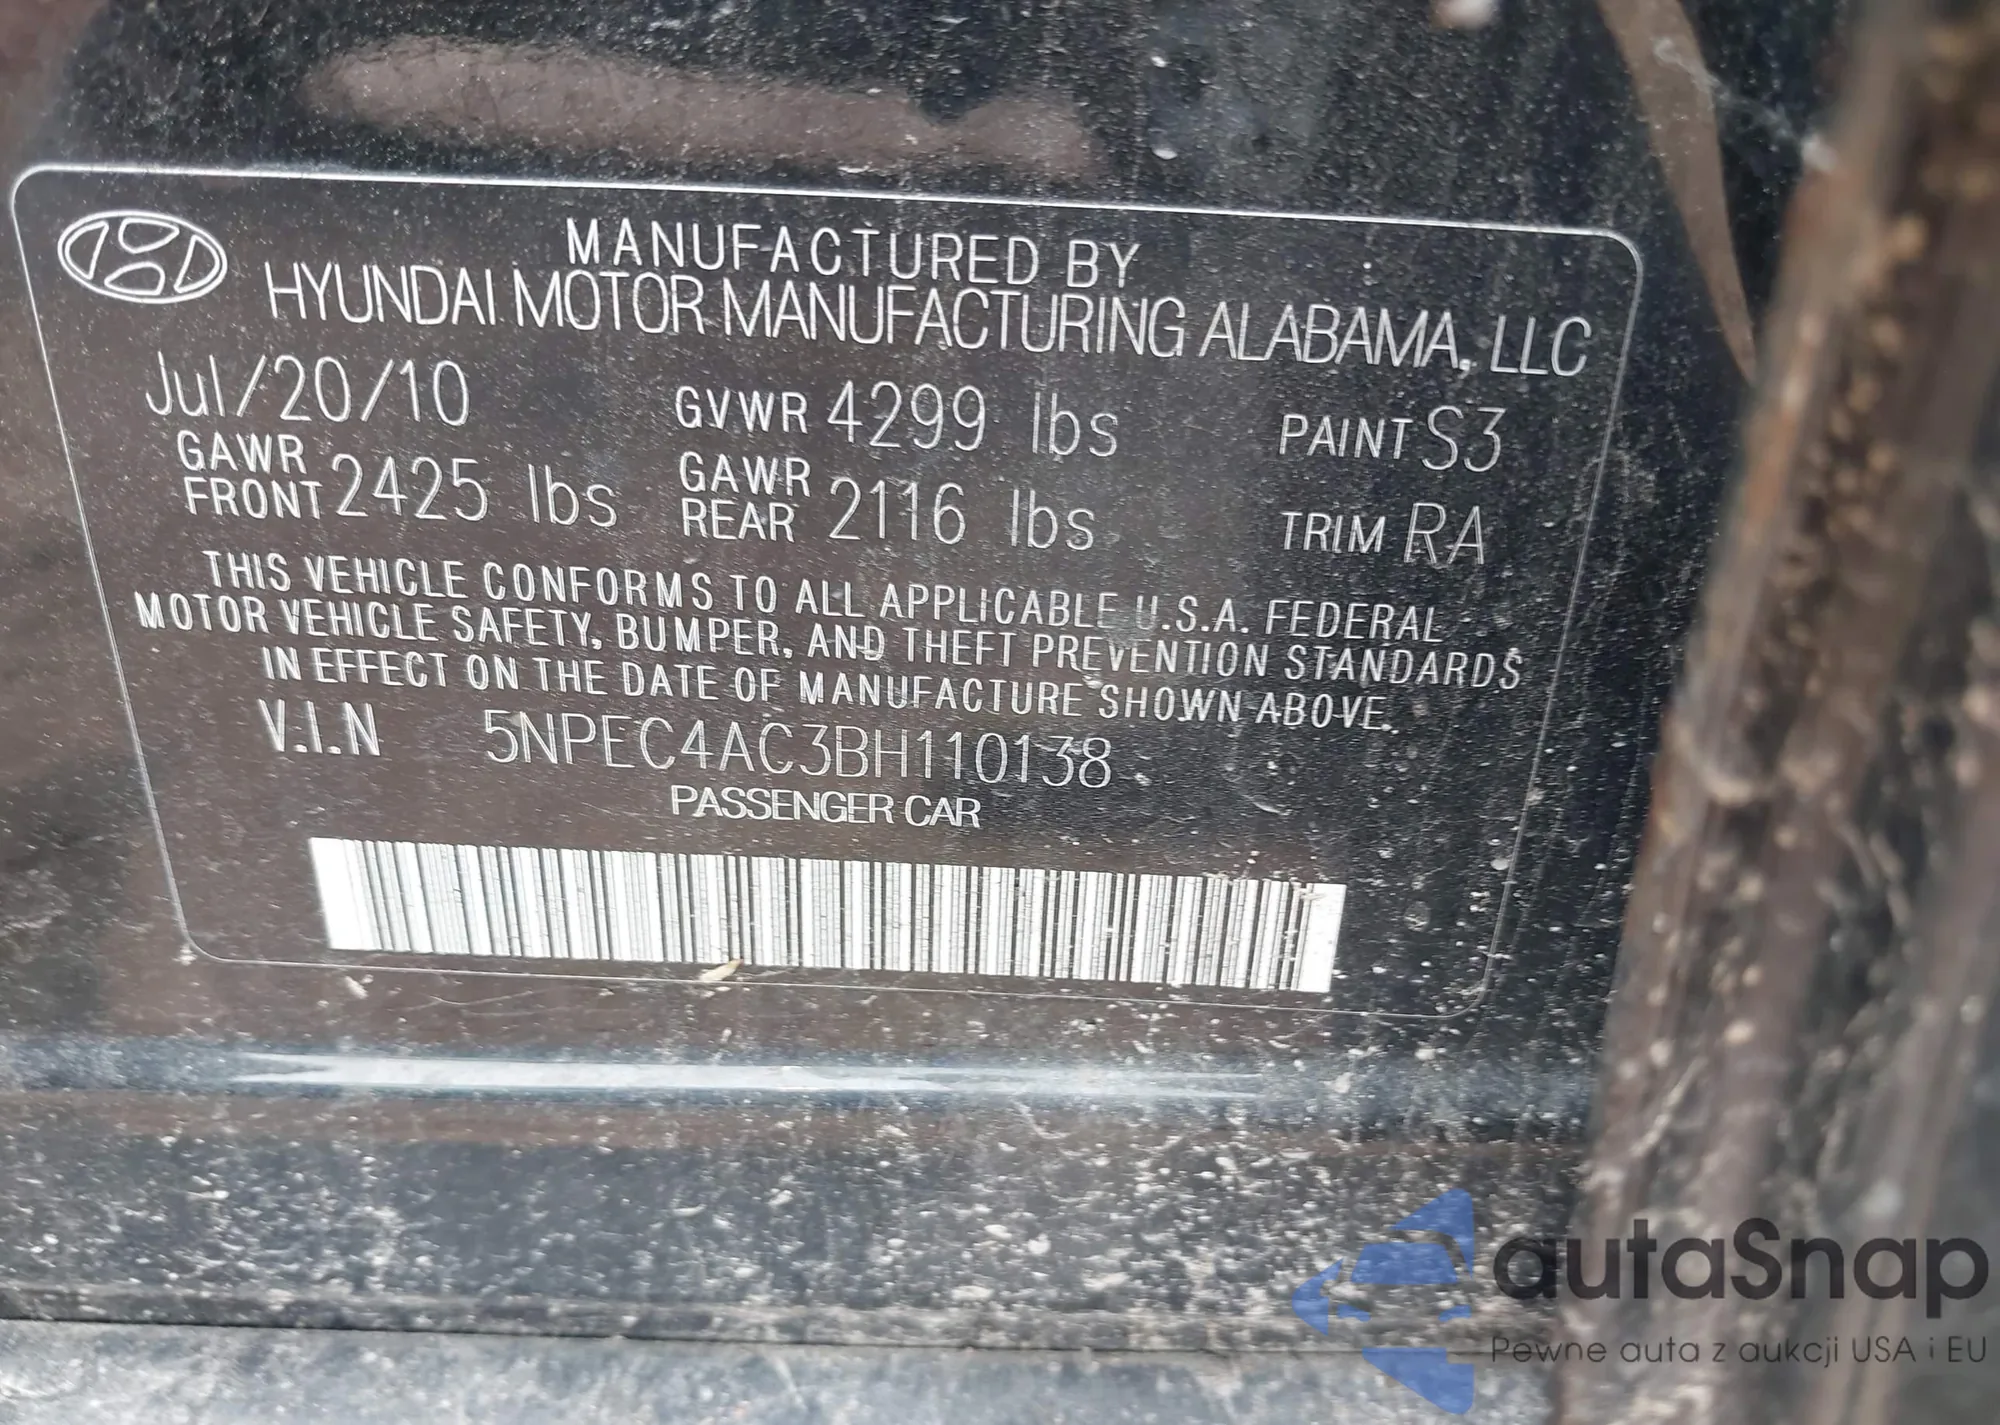 MANUFACTURED BY
HYUNDAI MOTOR MANUFACTURING ALABAMA, LLC
Jul/20/10 GVWR 4299 lbs PAINT S3
GAWR FRONT 2425 lbs GAWR REAR 2116 lbs TRIM RA
THIS VEHICLE CONFORMS TO ALL APPLICABLE U.S.A. FEDERAL
MOTOR VEHICLE SAFETY, BUMPER, AND THEFT PREVENTION STANDARDS
IN EFFECT ON THE DATE OF MANUFACTURE SHOWN ABOVE.
V.I.N 5NPEC4AC3BH110138
PASSENGER CAR
autaSnap
Pewne auta z aukcji USA i EU